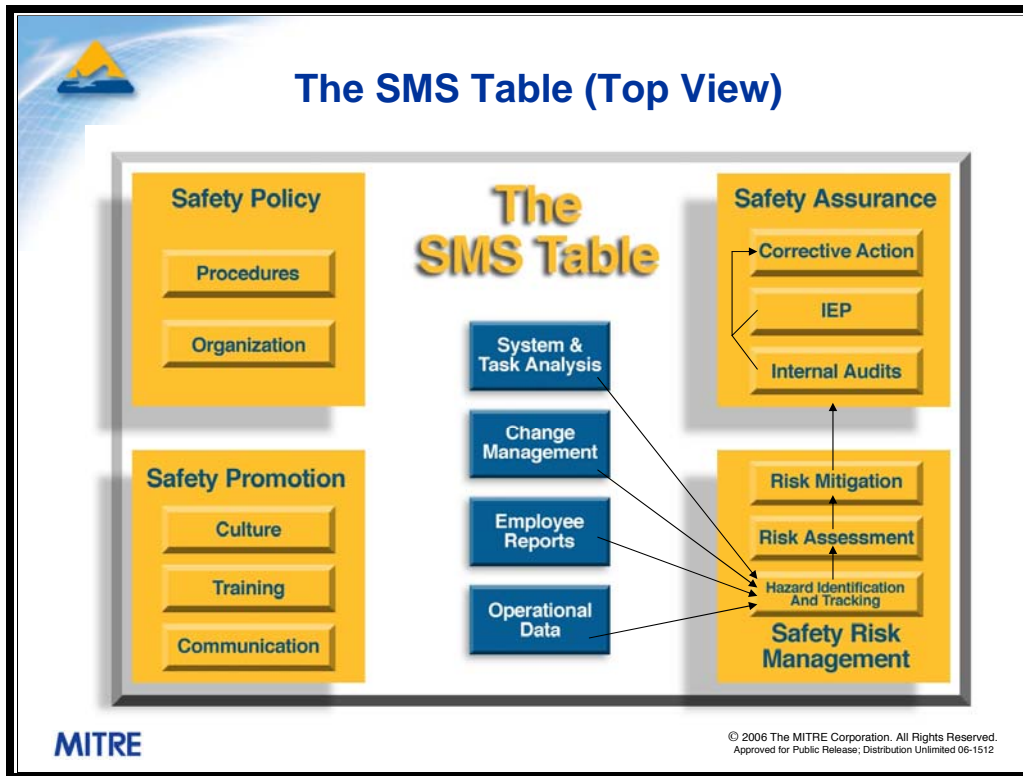 The SMS Table (Top View)
Safety Policy
Procedures
Organization
Safety Promotion
Culture
Training
Communication
The
SMS Table
System &
Task Analysis
Change
Management
Employee
Reports
Operational
Data
Safety Assurance
Corrective Action
IEP
Internal Audits
Risk Mitigation
Risk Assessment
Hazard Identification
And Tracking
Safety Risk
Management
MITRE
© 2006 The MITRE Corporation. All Rights Reserved.
Approved for Public Release; Distribution Unlimited 06-1512